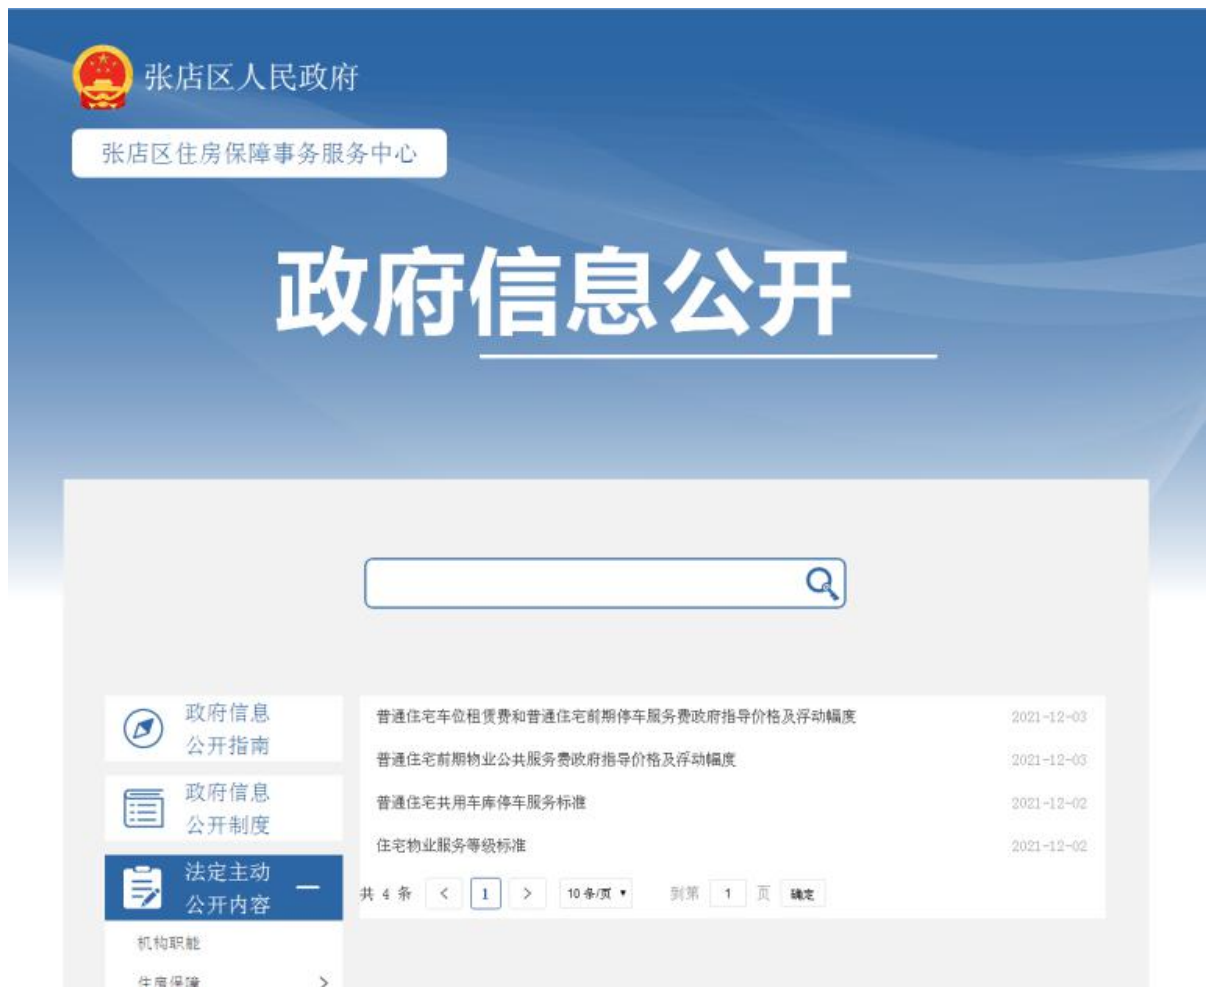 张店区人民政府
张店区住房保障事务服务中心
政府信息公开
政府信息
公开指南
政府信息
公开制度
法定主动
公开内容
机构职能
住房保障
普通住宅车位租赁费和普通住宅前期停车服务费政府指导价格及浮动幅度 2021-12-03
普通住宅前期物业公共服务费政府指导价格及浮动幅度 2021-12-03
普通住宅共用车库停车服务标准 2021-12-02
住宅物业服务等级标准 2021-12-02
共 4 条 < 1 > 10 条/页 到第 1 页 确定